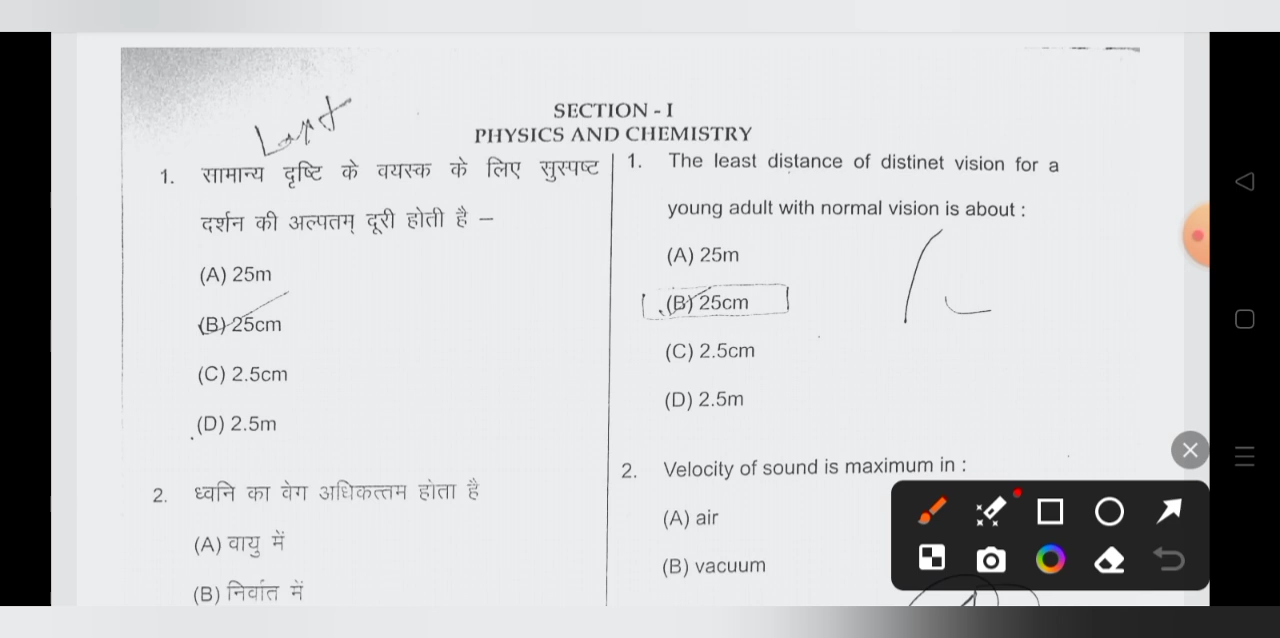 SECTION - I
PHYSICS AND CHEMISTRY
1. सामान्य दृष्टि के वयस्क के लिए सुस्पष्ट
दर्शन की अल्पतम् दूरी होती है –
(A) 25m
(B) 25cm
(C) 2.5cm
(D) 2.5m
2. ध्वनि का वेग अधिकत्तम होता है
(A) वायु में
(B) निर्वात में
1. The least distance of distinet vision for a
young adult with normal vision is about :
(A) 25m
(B) 25cm
(C) 2.5cm
(D) 2.5m
2. Velocity of sound is maximum in :
(A) air
(B) vacuum